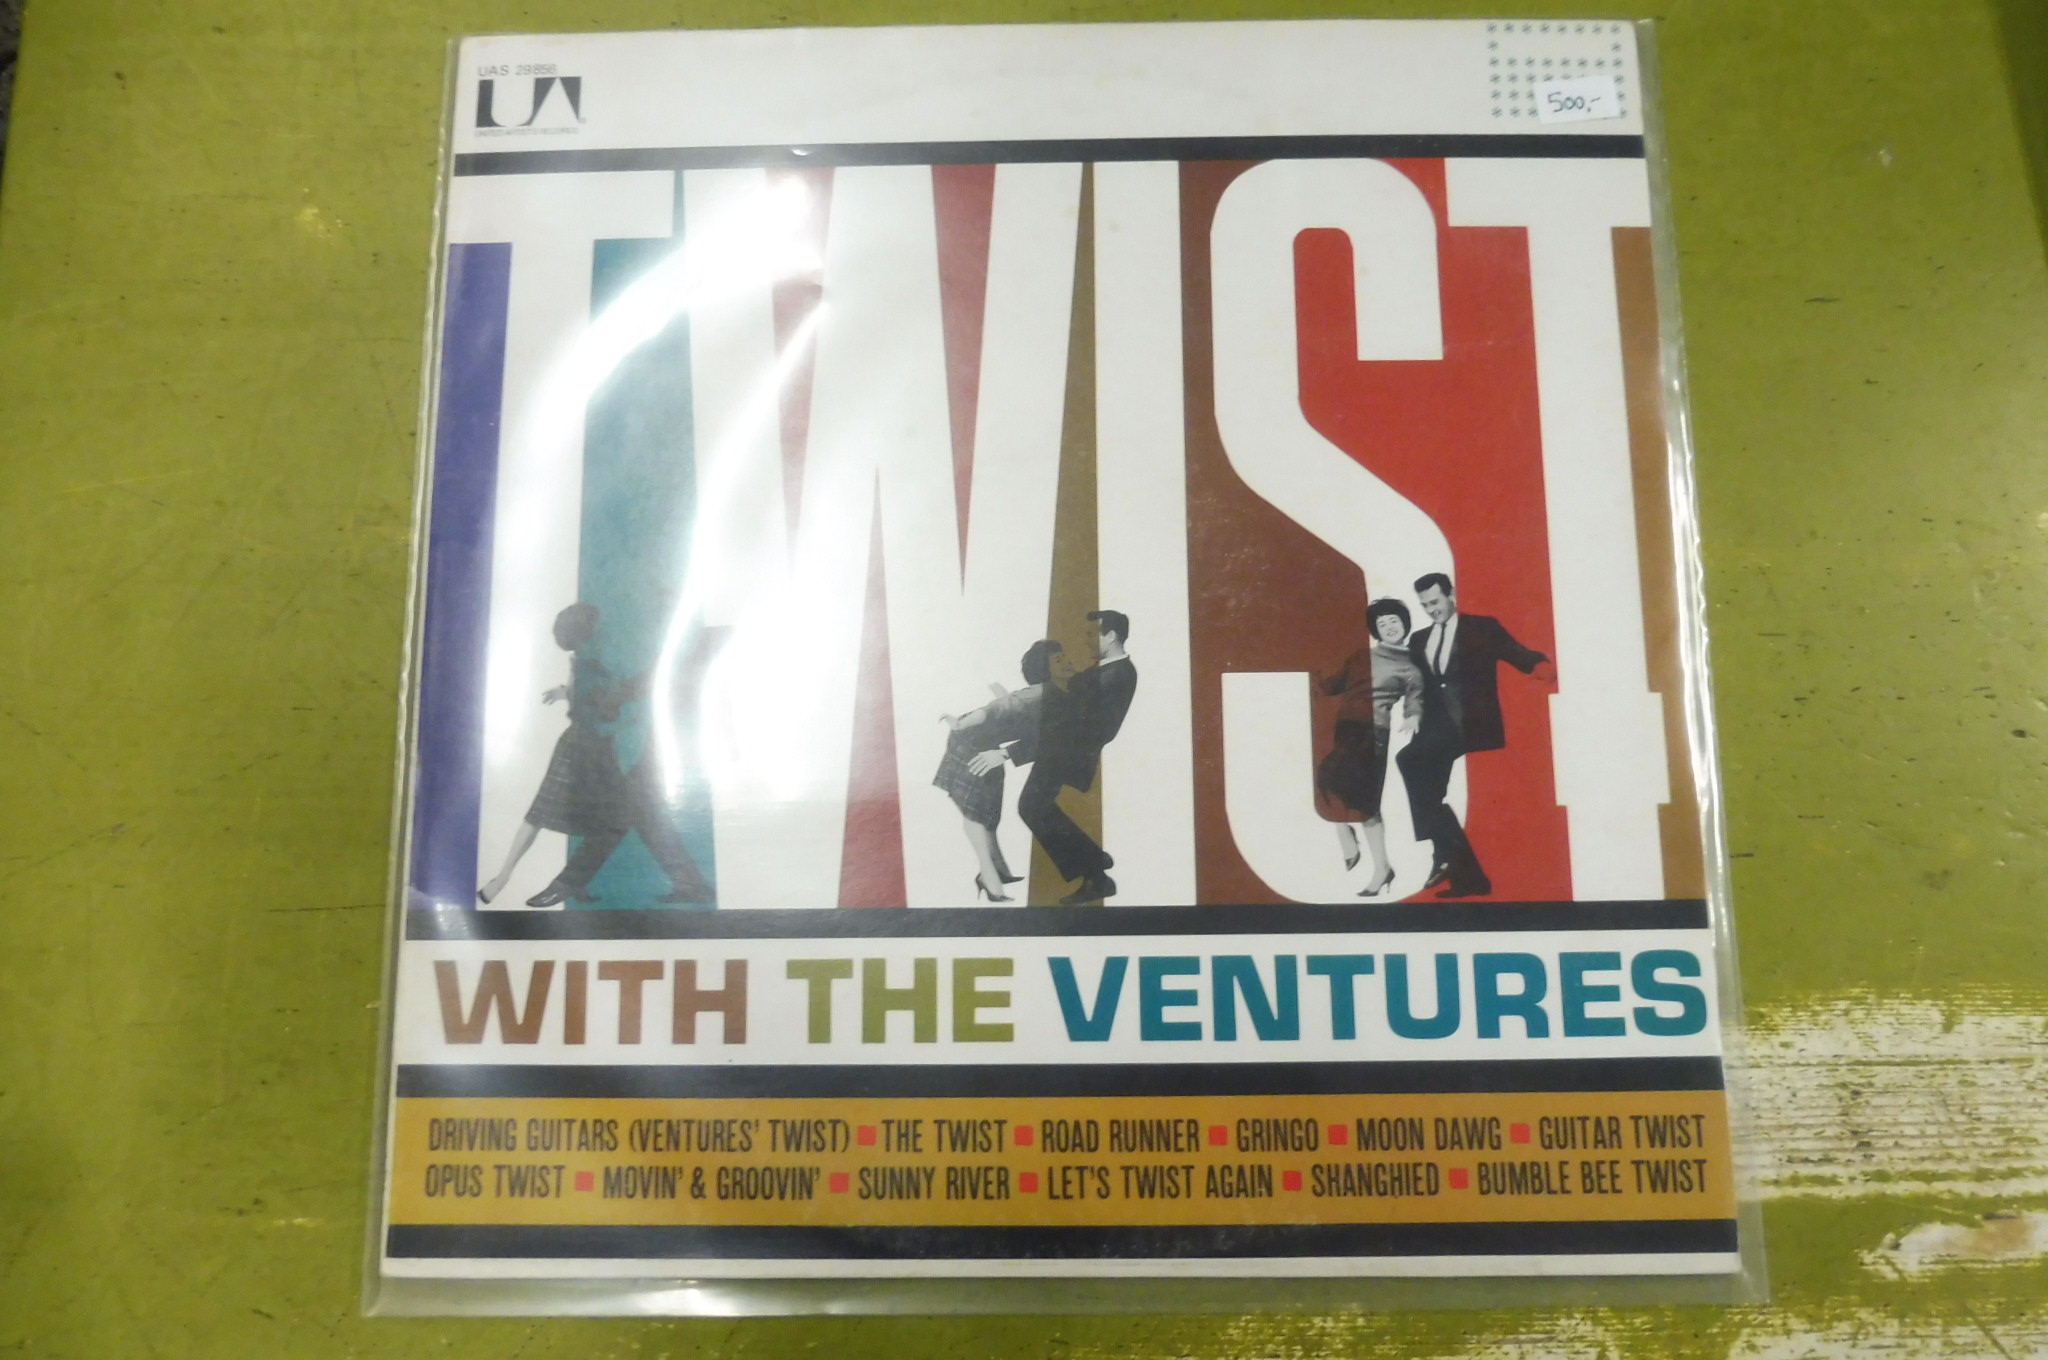 UAS 29856
UA
UNITED ARTISTS RECORDS
500,-
TWIST
WITH THE VENTURES
DRIVING GUITARS (VENTURES' TWIST) ■ THE TWIST ■ ROAD RUNNER ■ GRINGO ■ MOON DAWG ■ GUITAR TWIST
OPUS TWIST ■ MOVIN' & GROOVIN' ■ SUNNY RIVER ■ LET'S TWIST AGAIN ■ SHANGHIED ■ BUMBLE BEE TWIST